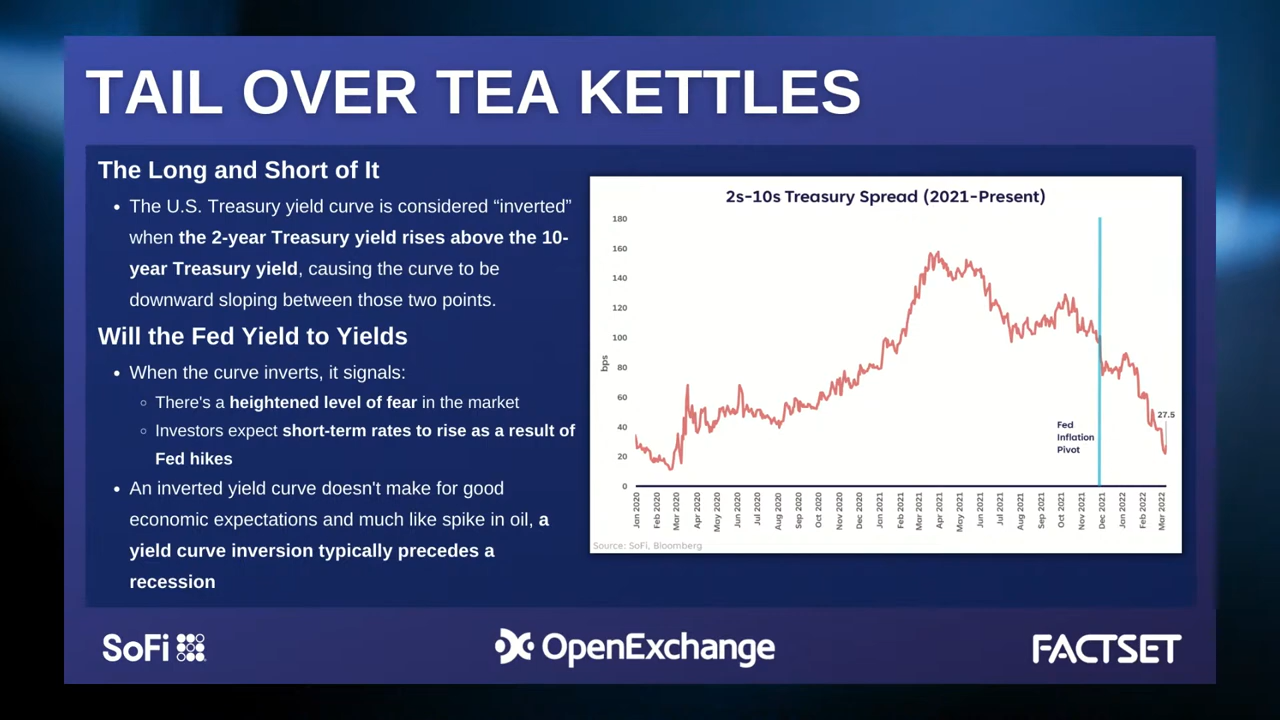 TAIL OVER TEA KETTLES
The Long and Short of It
• The U.S. Treasury yield curve is considered “inverted”
when the 2-year Treasury yield rises above the 10-
year Treasury yield, causing the curve to be
downward sloping between those two points.
Will the Fed Yield to Yields
• When the curve inverts, it signals:
○ There's a heightened level of fear in the market
○ Investors expect short-term rates to rise as a result of
Fed hikes
• An inverted yield curve doesn't make for good
economic expectations and much like spike in oil, a
yield curve inversion typically precedes a
recession
2s-10s Treasury Spread (2021-Present)
180
160
140
120
100
80
60
40
20
0
bps
27.5
Fed
Inflation
Pivot
Jan 2020
Feb 2020
Mar 2020
Apr 2020
May 2020
Jun 2020
Jul 2020
Aug 2020
Sep 2020
Oct 2020
Nov 2020
Dec 2020
Jan 2021
Feb 2021
Mar 2021
Apr 2021
May 2021
Jun 2021
Jul 2021
Aug 2021
Sep 2021
Oct 2021
Nov 2021
Dec 2021
Jan 2022
Feb 2022
Mar 2022
Source: SoFi, Bloomberg
SoFi
OpenExchange
FACTSET